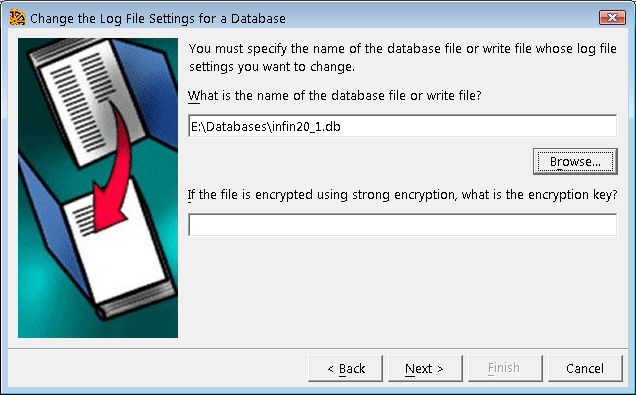 Change the Log File Settings for a Database
You must specify the name of the database file or write file whose log file
settings you want to change.
What is the name of the database file or write file?
E:\Databases\infin20_1.db
Browse...
If the file is encrypted using strong encryption, what is the encryption key?
< Back
Next >
Finish
Cancel